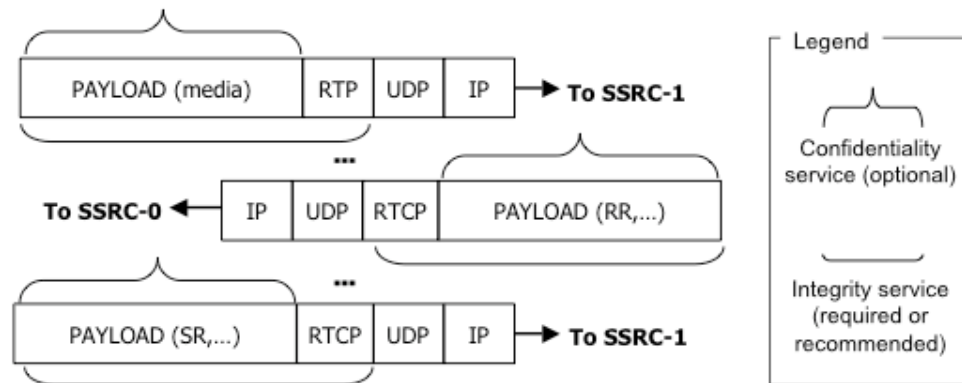 PAYLOAD (media) RTP UDP IP To SSRC-1
...
To SSRC-0 IP UDP RTCP PAYLOAD (RR,...)
...
PAYLOAD (SR,...) RTCP UDP IP To SSRC-1
Legend
Confidentiality
service (optional)
Integrity service
(required or
recommended)